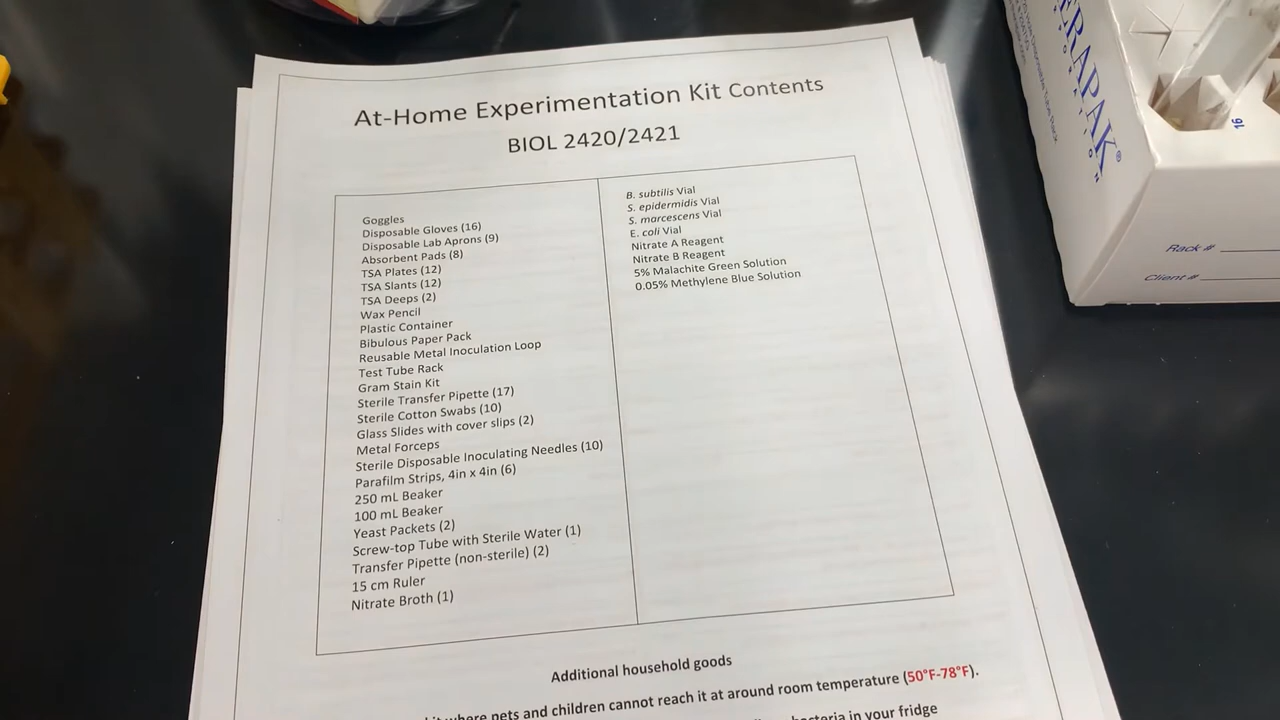 At-Home Experimentation Kit Contents
BIOL 2420/2421
Goggles
Disposable Gloves (16)
Disposable Lab Aprons (9)
Absorbent Pads (8)
TSA Plates (12)
TSA Slants (12)
TSA Deeps (2)
Wax Pencil
Plastic Container
Bibulous Paper Pack
Reusable Metal Inoculation Loop
Test Tube Rack
Gram Stain Kit
Sterile Transfer Pipette (17)
Sterile Cotton Swabs (10)
Glass Slides with cover slips (2)
Metal Forceps
Sterile Disposable Inoculating Needles (10)
Parafilm Strips, 4in x 4in (6)
250 mL Beaker
100 mL Beaker
Yeast Packets (2)
Screw-top Tube with Sterile Water (1)
Transfer Pipette (non-sterile) (2)
15 cm Ruler
Nitrate Broth (1)
B. subtilis Vial
S. epidermidis Vial
S. marcescens Vial
E. coli Vial
Nitrate A Reagent
Nitrate B Reagent
5% Malachite Green Solution
0.05% Methylene Blue Solution
Additional household goods
where pets and children cannot reach it at around room temperature (50°F-78°F).
bacteria in your fridge
ERAPAK®
16
Rack #
Client #